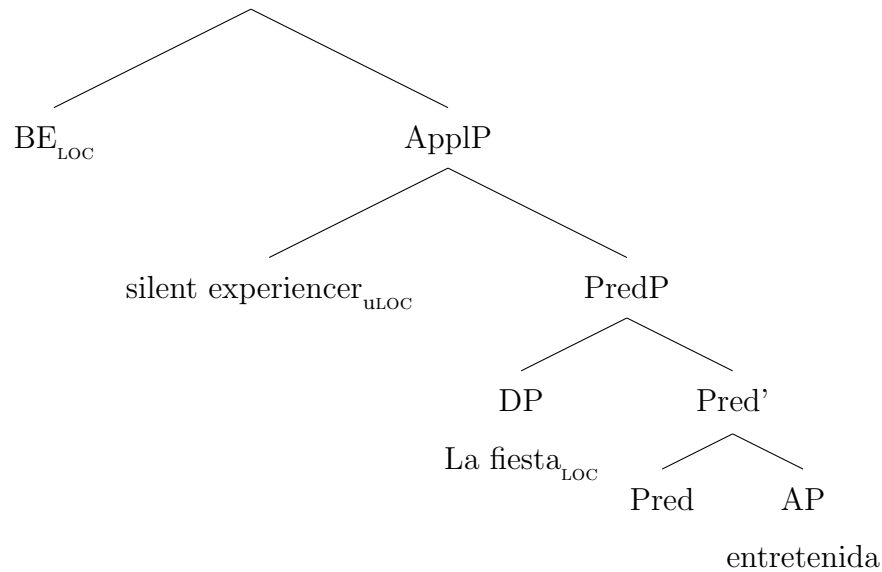 BE_LOC ApplP
silent experiencer_uLOC PredP
DP Pred’
La fiesta_LOC
Pred AP
entretenida